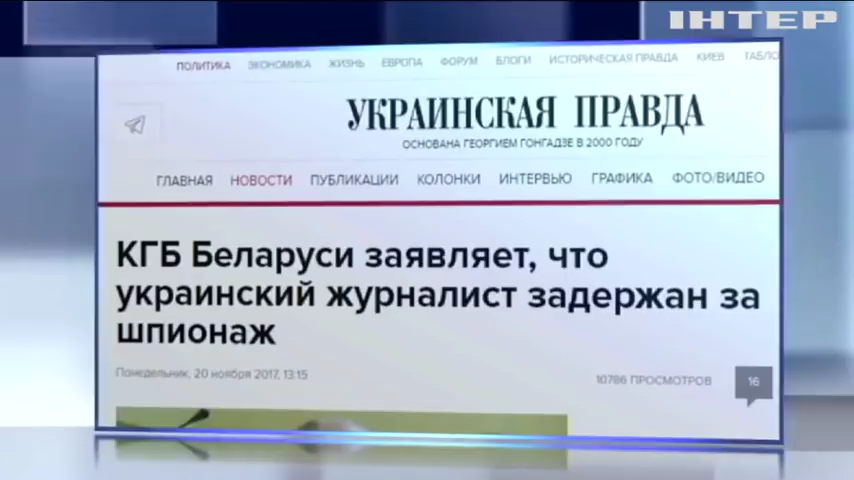 ІНТЕР
ПОЛИТИКА ЭКОНОМИКА ЖИЗНЬ ЕВРОПА ФОРУМ БЛОГИ ИСТОРИЧЕСКАЯ ПРАВДА КИЕВ ТАБЛО
УКРАИНСКАЯ ПРАВДА
ОСНОВАНА ГЕОРГИЕМ ГОНГАДЗЕ В 2000 ГОДУ
ГЛАВНАЯ НОВОСТИ ПУБЛИКАЦИИ КОЛОНКИ ИНТЕРВЬЮ ГРАФИКА ФОТО/ВИДЕО
КГБ Беларуси заявляет, что
украинский журналист задержан за
шпионаж
Понедельник, 20 ноября 2017, 13:15 10786 ПРОСМОТРОВ 16